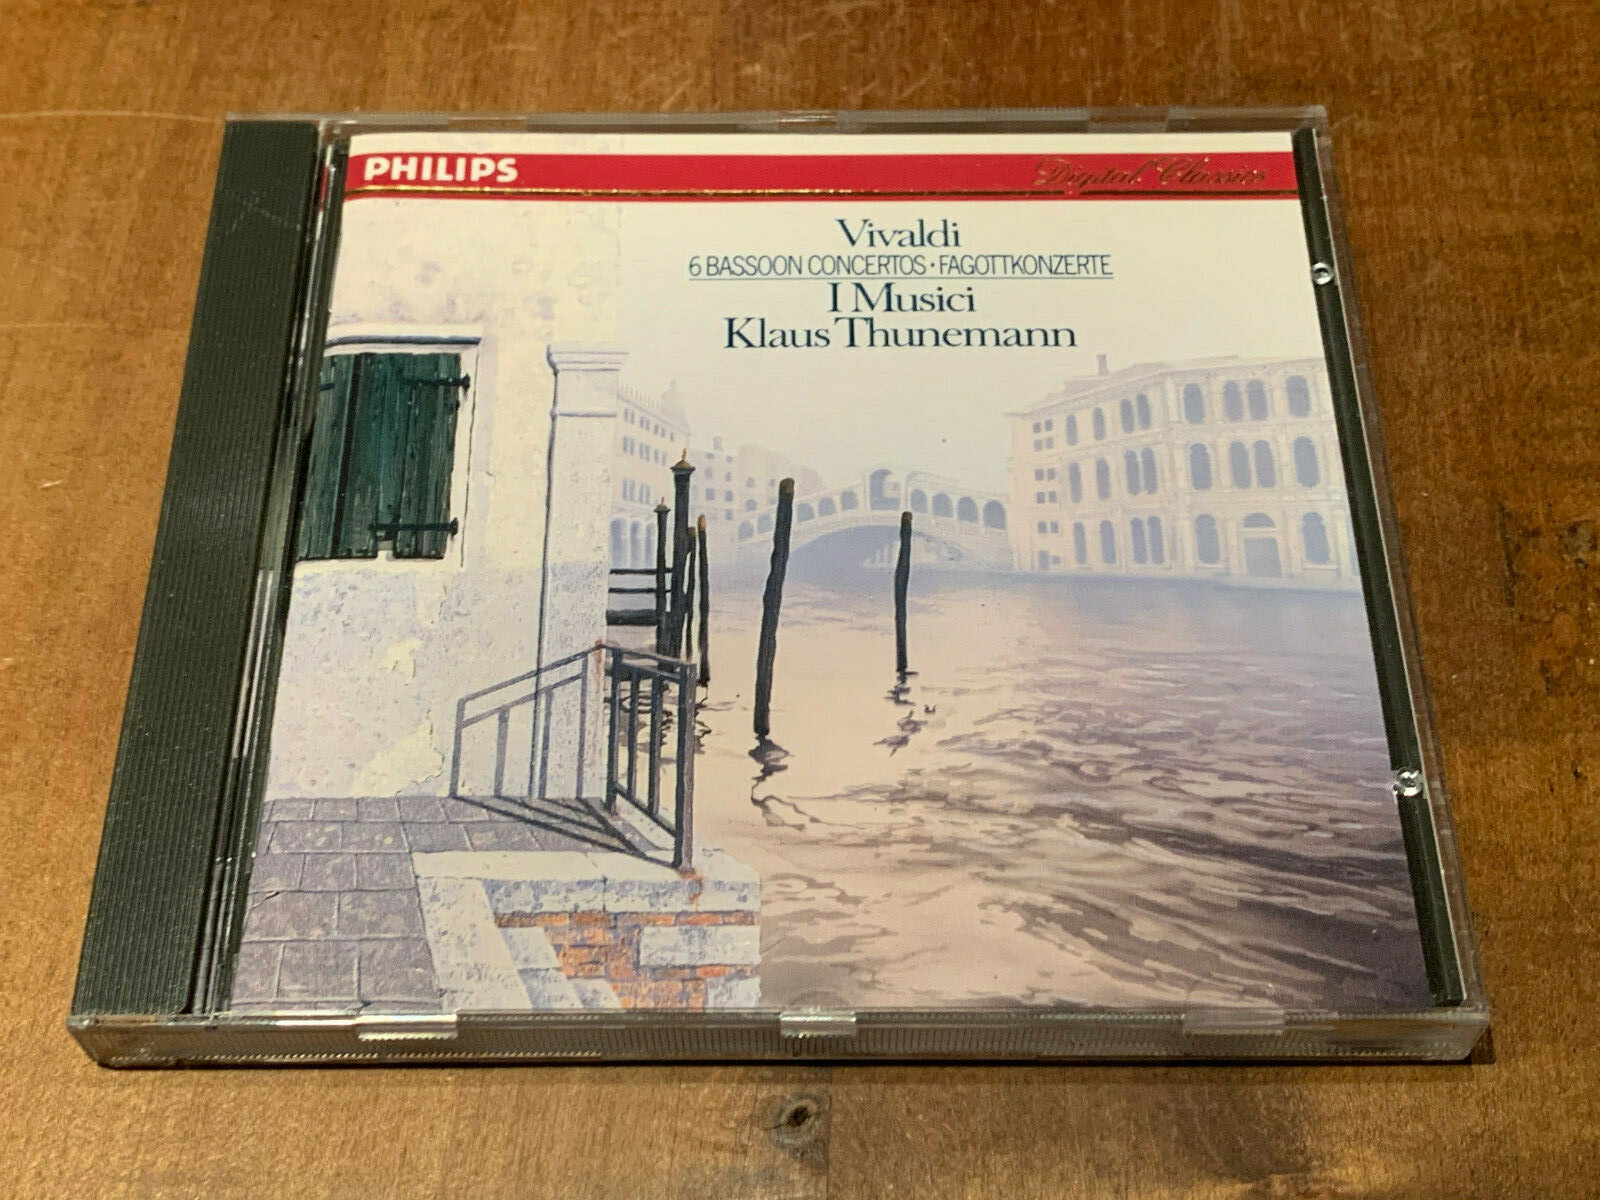 PHILIPS
Digital Classics
Vivaldi
6 BASSOON CONCERTOS · FAGOTTKONZERTE
I Musici
Klaus Thunemann